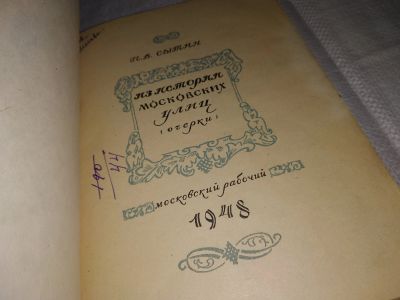 П.В. СЫТИН
ИЗ ИСТОРИИ
МОСКОВСКИХ
УЛИЦ
(очерки)
московский рабочий
1948